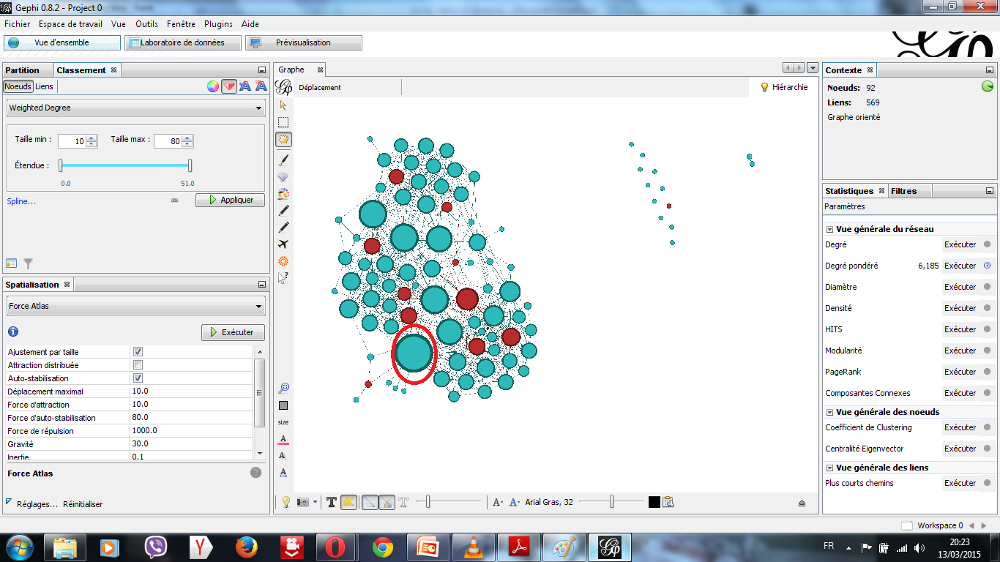 Gephi 0.8.2 - Project 0
Fichier Espace de travail Vue Outils Fenêtre Plugins Aide
Vue d'ensemble Laboratoire de données Prévisualisation
Partition Classement
Noeuds Liens
Weighted Degree
Taille min : 10 Taille max : 80
Étendue :
0.0 51.0
Spline... Appliquer
Spatialisation
Force Atlas
Exécuter
Ajustement par taille
Attraction distribuée
Auto-stabilisation
Déplacement maximal 10.0
Force d'attraction 10.0
Force d'auto-stabilisation 80.0
Force de répulsion 1000.0
Gravité 30.0
Inertie 0.1
Force Atlas
Réglages... Réinitialiser
Graphe
Déplacement Hiérarchie
size
Arial Gras, 32
Contexte
Noeuds: 92
Liens: 569
Graphe orienté
Statistiques Filtres
Paramètres
Vue générale du réseau
Degré Exécuter
Degré pondéré 6,185 Exécuter
Diamètre Exécuter
Densité Exécuter
HITS Exécuter
Modularité Exécuter
PageRank Exécuter
Composantes Connexes Exécuter
Vue générale des noeuds
Coefficient de Clustering Exécuter
Centralité Eigenvector Exécuter
Vue générale des liens
Plus courts chemins Exécuter
Workspace 0
FR 20:23
13/03/2015